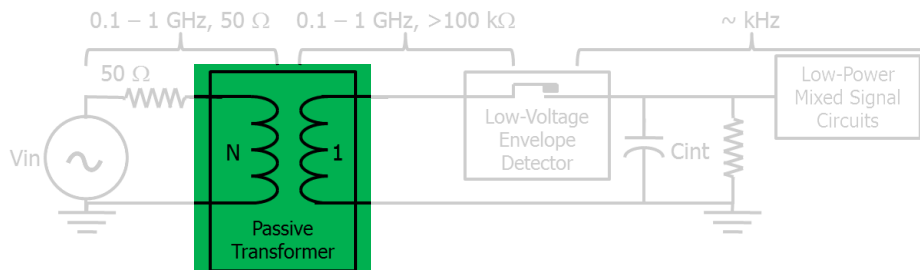 0.1 – 1 GHz, 50 Ω
0.1 – 1 GHz, >100 kΩ
~ kHz
50 Ω
Vin
N
1
Passive
Transformer
Low-Voltage
Envelope
Detector
Cint
Low-Power
Mixed Signal
Circuits